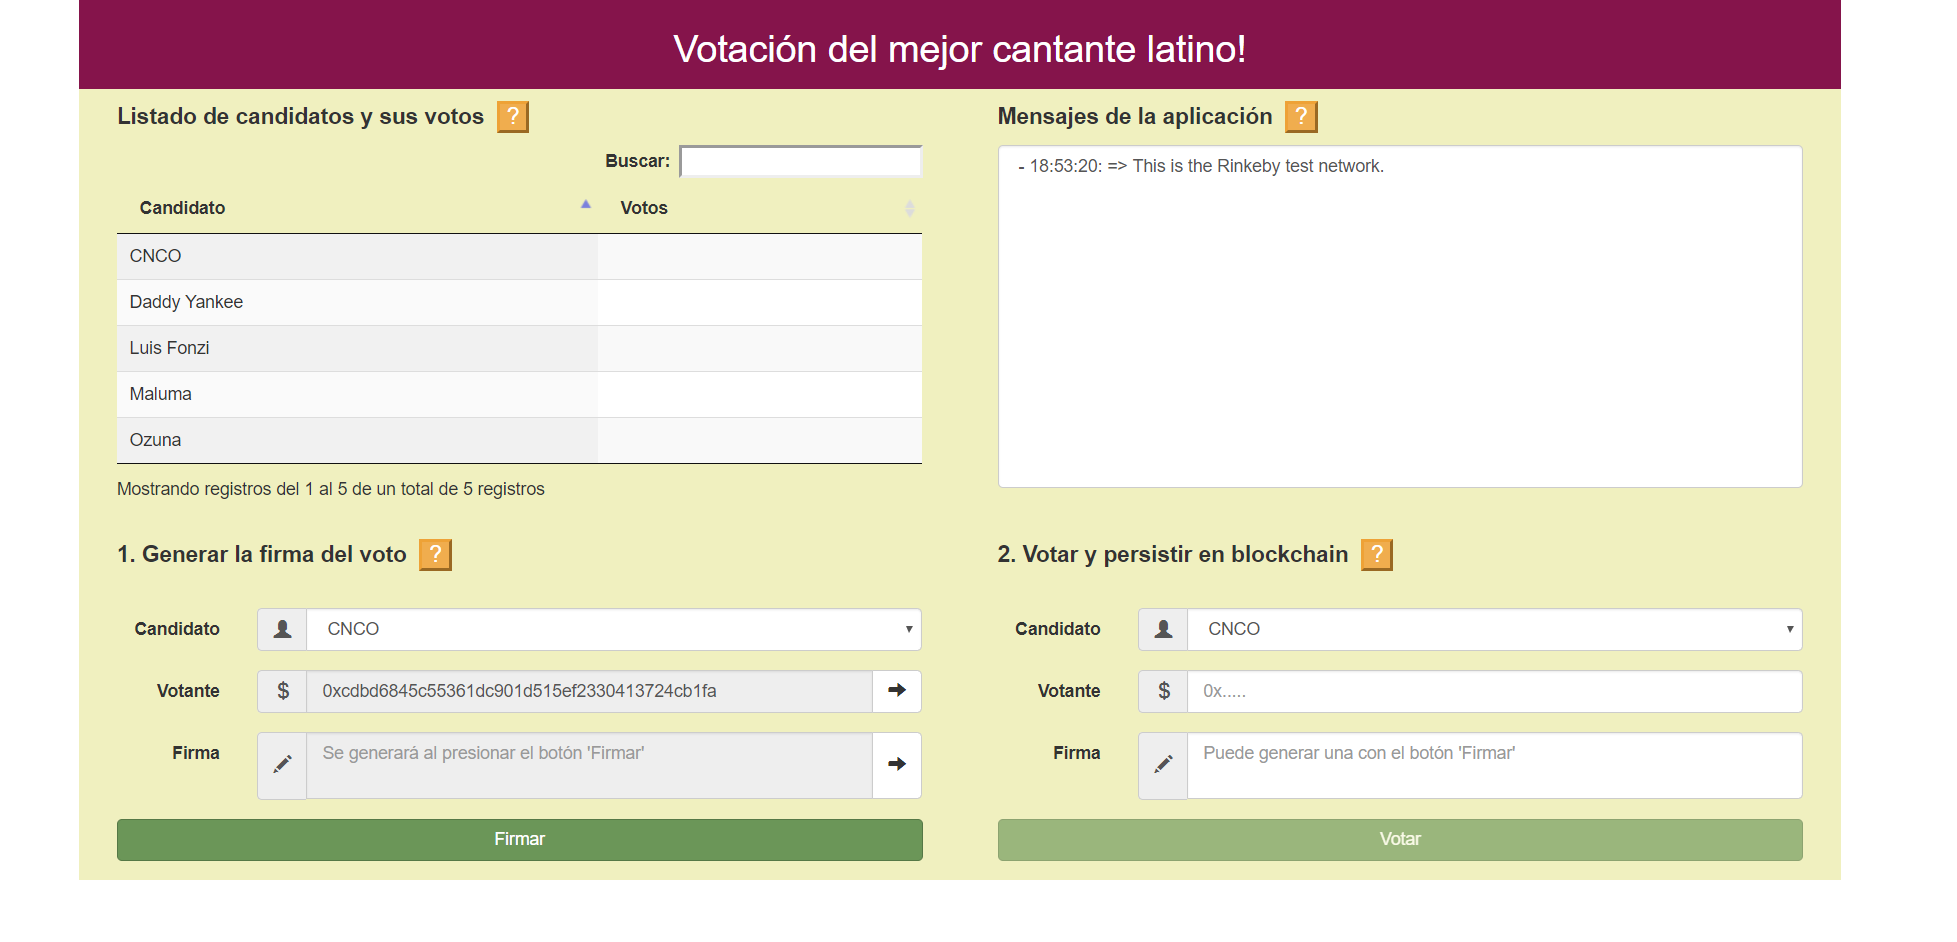 Votación del mejor cantante latino!
Listado de candidatos y sus votos ?
Buscar:
Candidato Votos
CNCO
Daddy Yankee
Luis Fonzi
Maluma
Ozuna
Mostrando registros del 1 al 5 de un total de 5 registros
Mensajes de la aplicación ?
- 18:53:20: => This is the Rinkeby test network.
1. Generar la firma del voto ?
Candidato CNCO
Votante $ 0xcdbd6845c55361dc901d515ef2330413724cb1fa
Firma Se generará al presionar el botón 'Firmar'
Firmar
2. Votar y persistir en blockchain ?
Candidato CNCO
Votante $ 0x.....
Firma Puede generar una con el botón 'Firmar'
Votar